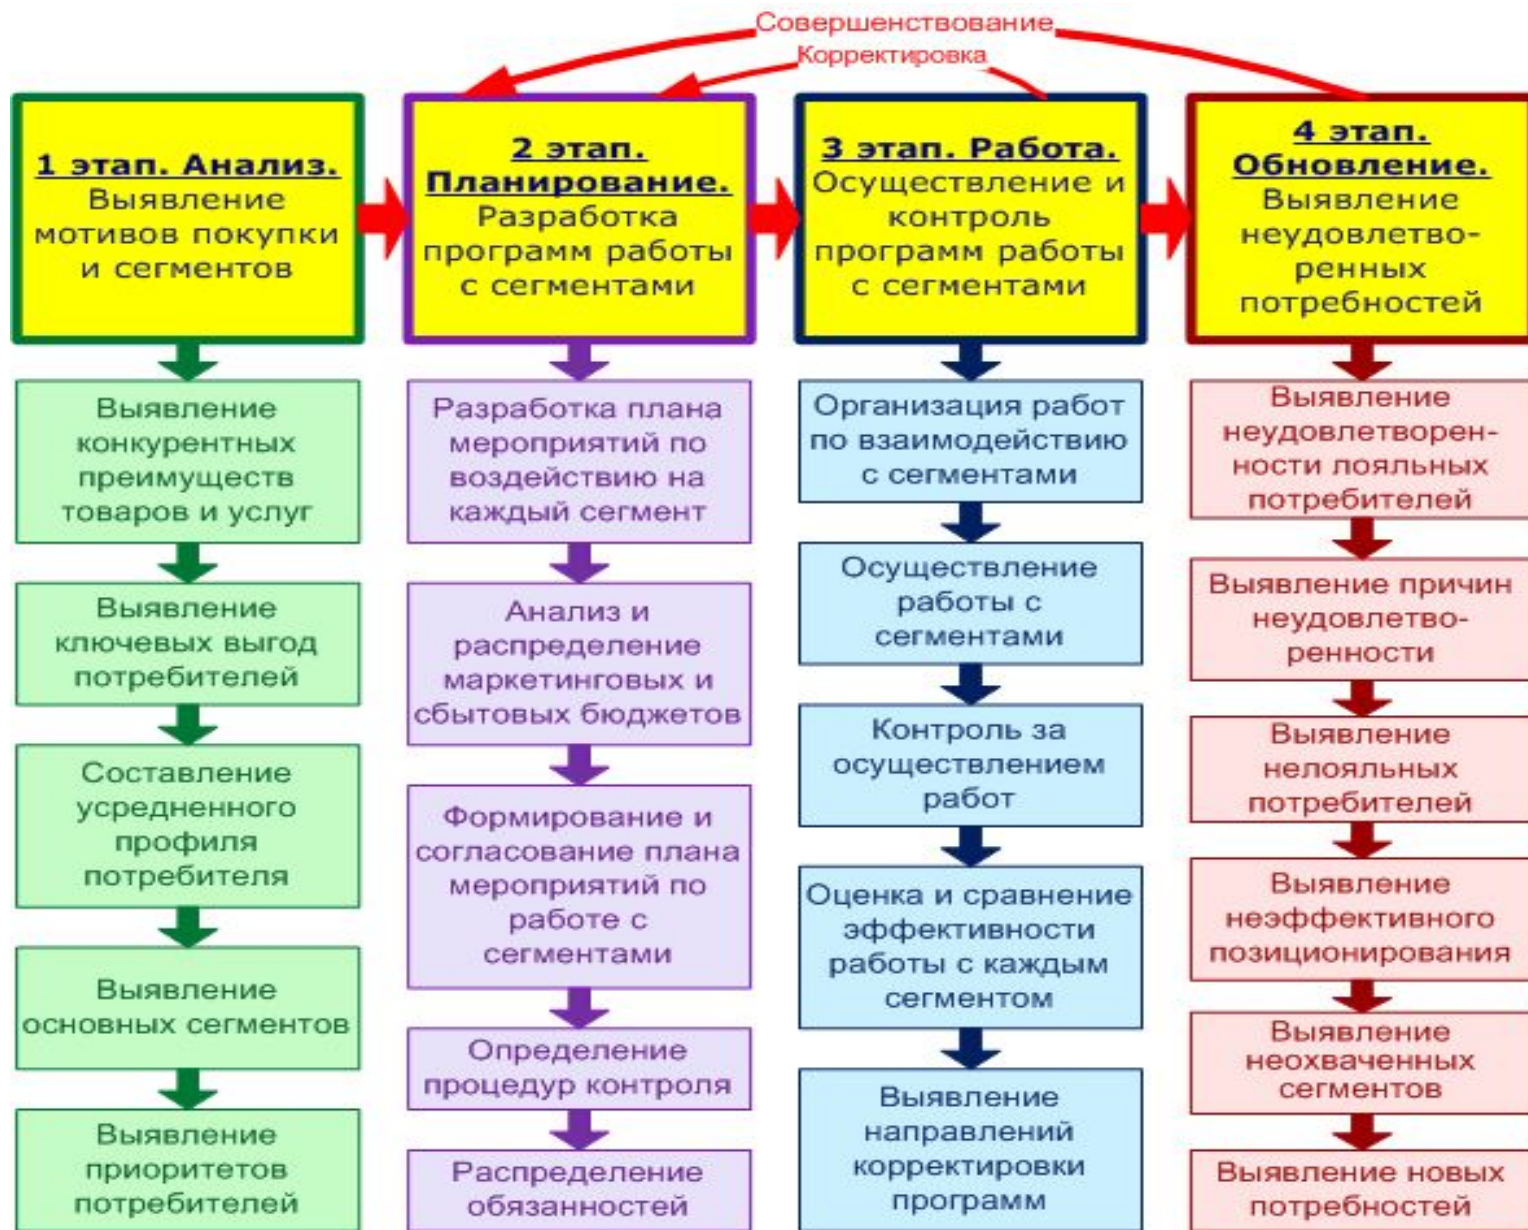 Совершенствование
Корректировка
1 этап. Анализ.
Выявление
мотивов покупки
и сегментов
2 этап.
Планирование.
Разработка
программ работы
с сегментами
3 этап. Работа.
Осуществление и
контроль
программ работы
с сегментами
4 этап.
Обновление.
Выявление
неудовлетво-
ренных
потребностей
Выявление
конкурентных
преимуществ
товаров и услуг
Выявление
ключевых выгод
потребителей
Составление
усредненного
профиля
потребителя
Выявление
основных сегментов
Выявление
приоритетов
потребителей
Разработка плана
мероприятий по
воздействию на
каждый сегмент
Анализ и
распределение
маркетинговых и
сбытовых бюджетов
Формирование и
согласование плана
мероприятий по
работе с
сегментами
Определение
процедур контроля
Распределение
обязанностей
Организация работ
по взаимодействию
с сегментами
Осуществление
работы с
сегментами
Контроль за
осуществлением
работ
Оценка и сравнение
эффективности
работы с каждым
сегментом
Выявление
направлений
корректировки
программ
Выявление
неудовлетворен-
ности лояльных
потребителей
Выявление причин
неудовлетво-
ренности
Выявление
нелояльных
потребителей
Выявление
неэффективного
позиционирования
Выявление
неохваченных
сегментов
Выявление новых
потребностей